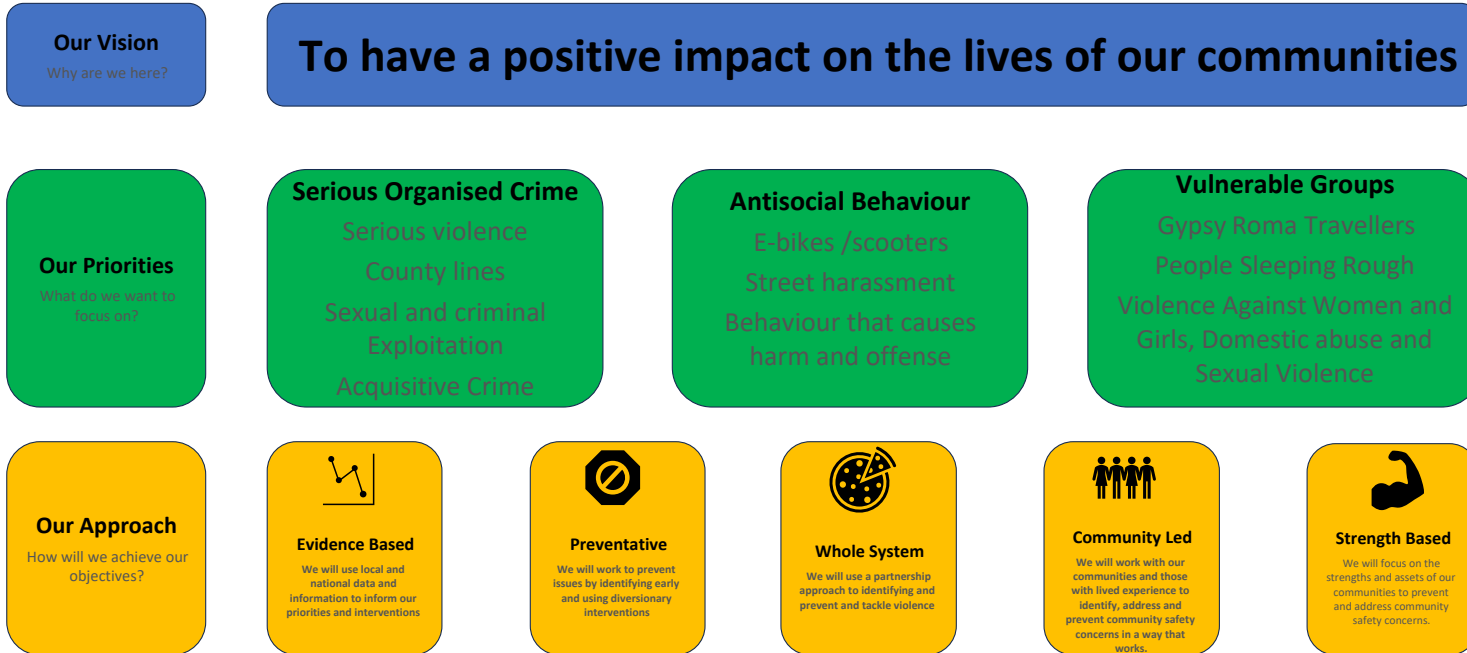 Our Vision
Why are we here?
To have a positive impact on the lives of our communities
Our Priorities
What do we want to
focus on?
Serious Organised Crime
Serious violence
County lines
Sexual and criminal
Exploitation
Acquisitive Crime
Antisocial Behaviour
E-bikes /scooters
Street harassment
Behaviour that causes
harm and offense
Vulnerable Groups
Gypsy Roma Travellers
People Sleeping Rough
Violence Against Women and
Girls, Domestic abuse and
Sexual Violence
Our Approach
How will we achieve our
objectives?
Evidence Based
We will use local and
national data and
information to inform our
priorities and interventions
Preventative
We will work to prevent
issues by identifying early
and using diversionary
interventions
Whole System
We will use a partnership
approach to identifying and
prevent and tackle violence
Community Led
We will work with our
communities and those
with lived experience to
identify, address and
prevent community safety
concerns in a way that
works.
Strength Based
We will focus on the
strengths and assets of our
communities to prevent
and address community
safety concerns.